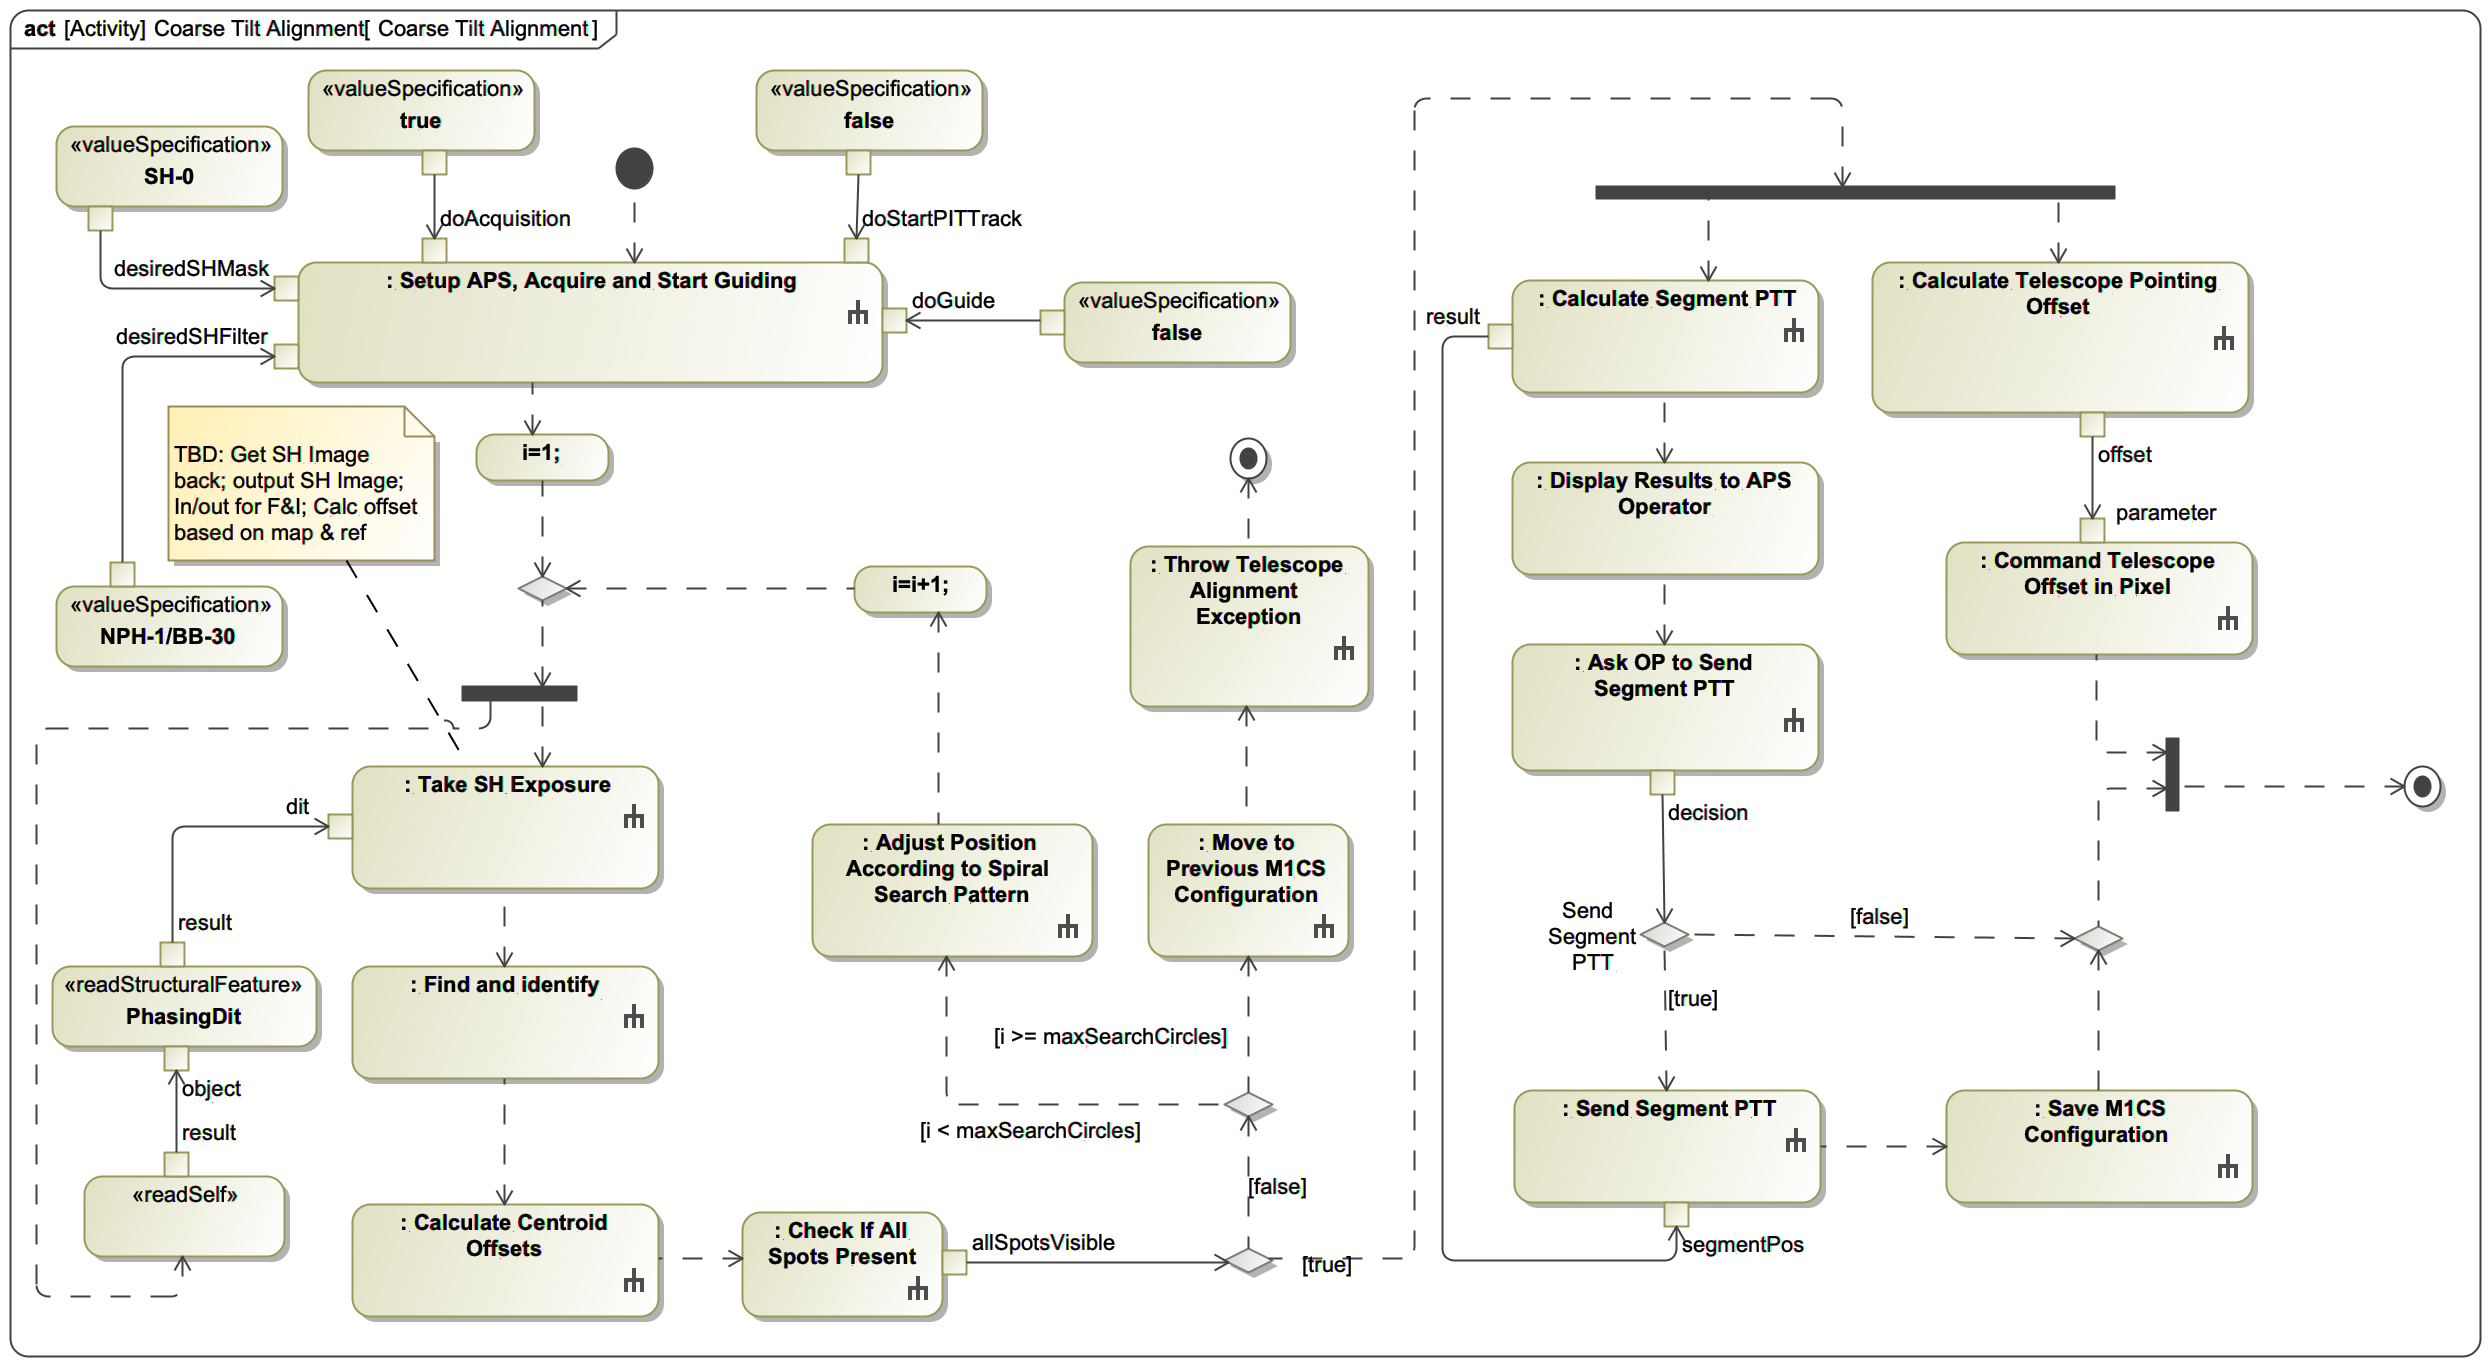 act [Activity] Coarse Tilt Alignment[ Coarse Tilt Alignment ]
«valueSpecification»
true
«valueSpecification»
false
«valueSpecification»
SH-0
doAcquisition
doStartPITTrack
desiredSHMask
: Setup APS, Acquire and Start Guiding
doGuide
«valueSpecification»
false
desiredSHFilter
TBD: Get SH Image
back; output SH Image;
In/out for F&I; Calc offset
based on map & ref
i=1;
«valueSpecification»
NPH-1/BB-30
i=i+1;
: Throw Telescope
Alignment
Exception
: Take SH Exposure
dit
result
«readStructuralFeature»
PhasingDit
object
result
«readSelf»
: Find and identify
: Calculate Centroid
Offsets
: Adjust Position
According to Spiral
Search Pattern
: Move to
Previous M1CS
Configuration
[i >= maxSearchCircles]
[i < maxSearchCircles]
[false]
: Check If All
Spots Present
allSpotsVisible
[true]
: Calculate Segment PTT
result
: Calculate Telescope Pointing
Offset
offset
parameter
: Display Results to APS
Operator
: Command Telescope
Offset in Pixel
: Ask OP to Send
Segment PTT
decision
Send
Segment
PTT
[false]
[true]
: Send Segment PTT
: Save M1CS
Configuration
segmentPos